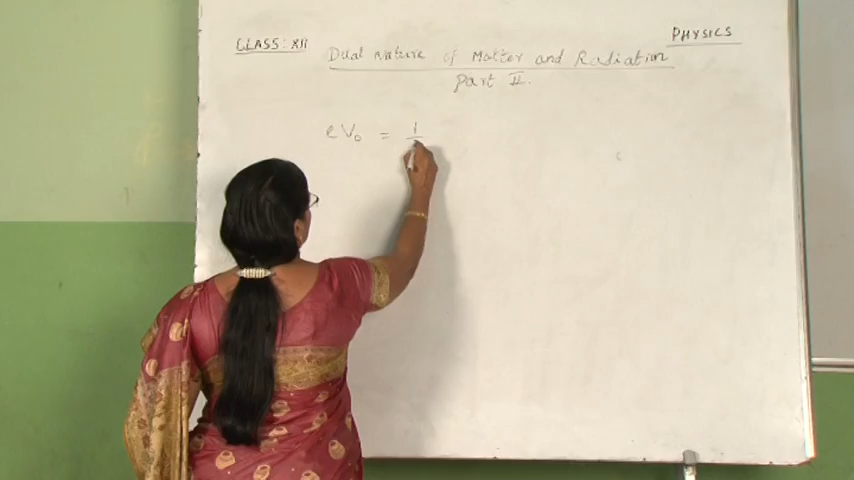 CLASS: XII
PHYSICS
Dual nature of Matter and Radiation
Part II.
eV₀ = 1